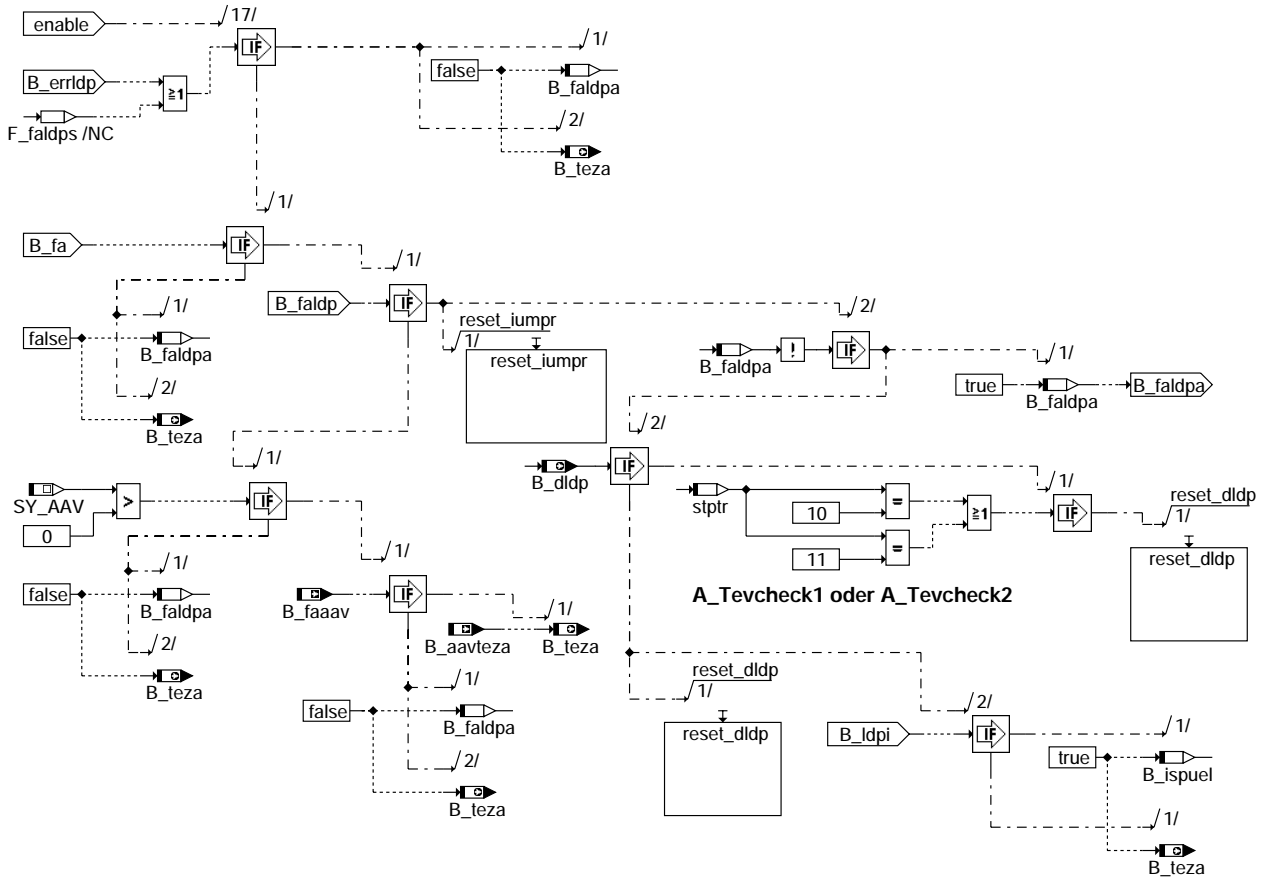 enable
/17/
IF
/1/
false
B_faldpa
B_errldp
≥1
F_faldps /NC
/2/
B_teza
/1/
B_fa
IF
/1/
B_faldp
IF
/2/
/1/
false
B_faldpa
/2/
B_teza
reset_iumpr
/1/
reset_iumpr
B_faldpa
!
IF
/1/
true
B_faldpa
B_faldpa
/2/
/1/
B_dldp
IF
/1/
SY_AAV
>
0
IF
stptr
10
=
≥1
IF
reset_dldp
/1/
11
=
reset_dldp
A_Tevcheck1 oder A_Tevcheck2
/1/
/1/
false
B_faldpa
/2/
B_teza
B_faaav
IF
/1/
B_aavteza
B_teza
/1/
false
B_faldpa
/2/
B_teza
reset_dldp
/1/
reset_dldp
/2/
B_ldpi
IF
/1/
true
B_ispuel
/1/
B_teza